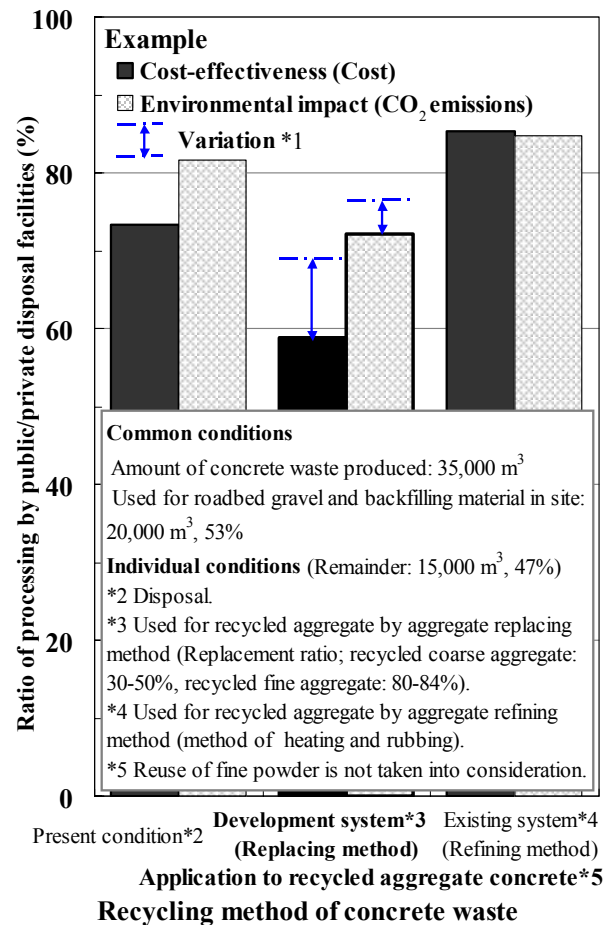 100
80
60
40
20
0
Ratio of processing by public/private disposal facilities (%)
Example
Cost-effectiveness (Cost)
Environmental impact (CO2 emissions)
Variation *1
Common conditions
Amount of concrete waste produced: 35,000 m3
Used for roadbed gravel and backfilling material in site:
20,000 m3, 53%
Individual conditions (Remainder: 15,000 m3, 47%)
*2 Disposal.
*3 Used for recycled aggregate by aggregate replacing
method (Replacement ratio; recycled coarse aggregate:
30-50%, recycled fine aggregate: 80-84%).
*4 Used for recycled aggregate by aggregate refining
method (method of heating and rubbing).
*5 Reuse of fine powder is not taken into consideration.
Present condition*2
Development system*3
(Replacing method)
Existing system*4
(Refining method)
Application to recycled aggregate concrete*5
Recycling method of concrete waste